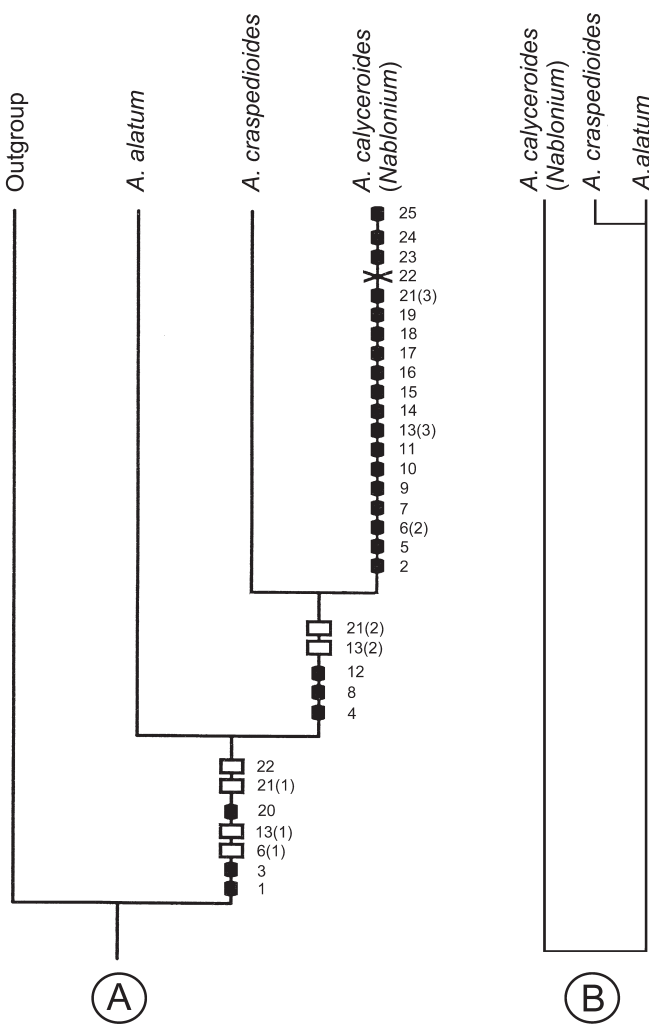 Outgroup
A. alatum
A. craspedioides
A. calyceroides
(Nablonium)
25
24
23
22
21(3)
19
18
17
16
15
14
13(3)
11
10
9
7
6(2)
5
2
21(2)
13(2)
12
8
4
22
21(1)
20
13(1)
6(1)
3
1
A
A. calyceroides
(Nablonium)
A. craspedioides
A.alatum
B